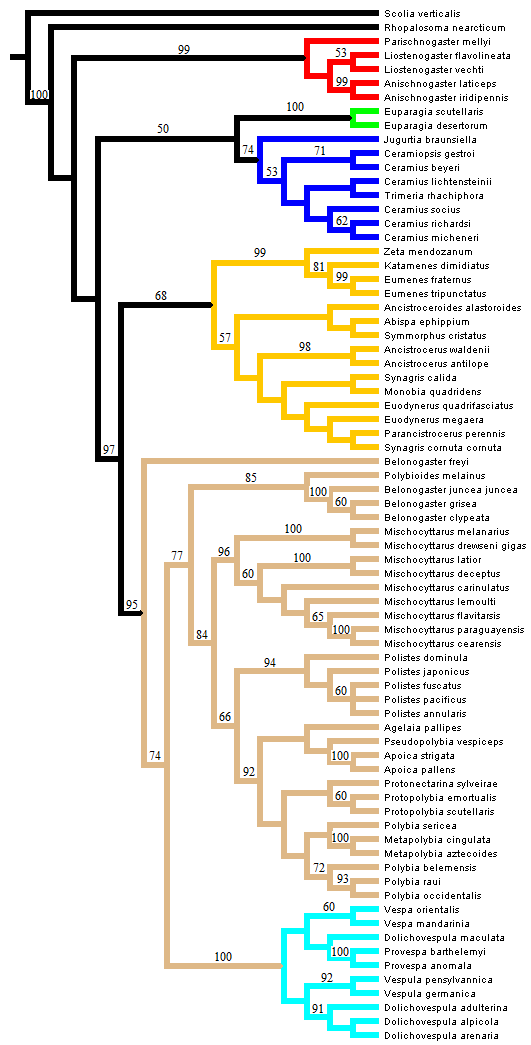 Scolia verticalis
Rhopalosoma nearcticum
Parischnogaster mellyi
99
53
Liostenogaster flavolineata
Liostenogaster vechti
99
Anischnogaster laticeps
100
Anischnogaster iridipennis
100
Euparagia scutellaris
Euparagia desertorum
50
Jugurtia braunsiella
74
71
Ceramiopsis gestroi
53
Ceramius beyeri
Ceramius lichtensteinii
Trimeria rhachiphora
Ceramius socius
62
Ceramius richardsi
Ceramius micheneri
99
Zeta mendozanum
81
Katamenes dimidiatus
99
Eumenes fraternus
68
Eumenes tripunctatus
Ancistroceroides alastoroides
Abispa ephippium
57
Symmorphus cristatus
98
Ancistrocerus waldenii
Ancistrocerus antilope
Synagris calida
Monobia quadridens
Euodynerus quadrifasciatus
Euodynerus megaera
Parancistrocerus perennis
97
Synagris cornuta cornuta
Belonogaster freyi
85
Polybioides melainus
100
Belonogaster juncea juncea
60
Belonogaster grisea
Belonogaster clypeata
100
Mischocyttarus melanarius
77
96
Mischocyttarus drewseni gigas
100
Mischocyttarus latior
60
Mischocyttarus deceptus
Mischocyttarus carinulatus
95
Mischocyttarus lemoulti
65
Mischocyttarus flavitarsis
100
Mischocyttarus paraguayensis
84
Mischocyttarus cearensis
94
Polistes dominula
Polistes japonicus
60
Polistes fuscatus
Polistes pacificus
66
Polistes annularis
Agelaia pallipes
Pseudopolybia vespiceps
74
100
Apoica strigata
92
Apoica pallens
Protonectarina sylveirae
60
Protopolybia emortualis
Protopolybia scutellaris
Polybia sericea
100
Metapolybia cingulata
Metapolybia aztecoides
72
Polybia belemensis
93
Polybia raui
Polybia occidentalis
60
Vespa orientalis
Vespa mandarinia
Dolichovespula maculata
100
100
Provespa barthelemyi
Provespa anomala
92
Vespula pensylvannica
Vespula germanica
91
Dolichovespula adulterina
Dolichovespula alpicola
Dolichovespula arenaria